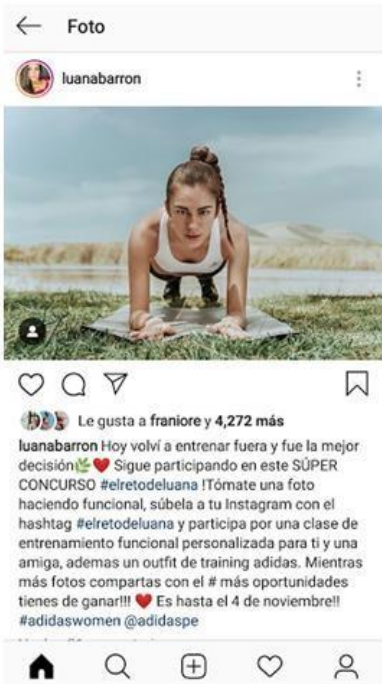 Foto
luanabarron
Le gusta a franiore y 4,272 más
luanabarron Hoy volví a entrenar fuera y fue la mejor
decisión🌿❤️ Sigue participando en este SÚPER
CONCURSO #elretodeluana !Tómate una foto
haciendo funcional, súbela a tu Instagram con el
hashtag #elretodeluana y participa por una clase de
entrenamiento funcional personalizada para ti y una
amiga, ademas un outfit de training adidas. Mientras
más fotos compartas con el # más oportunidades
tienes de ganar!!! ❤️ Es hasta el 4 de noviembre!!
#adidaswomen @adidaspe